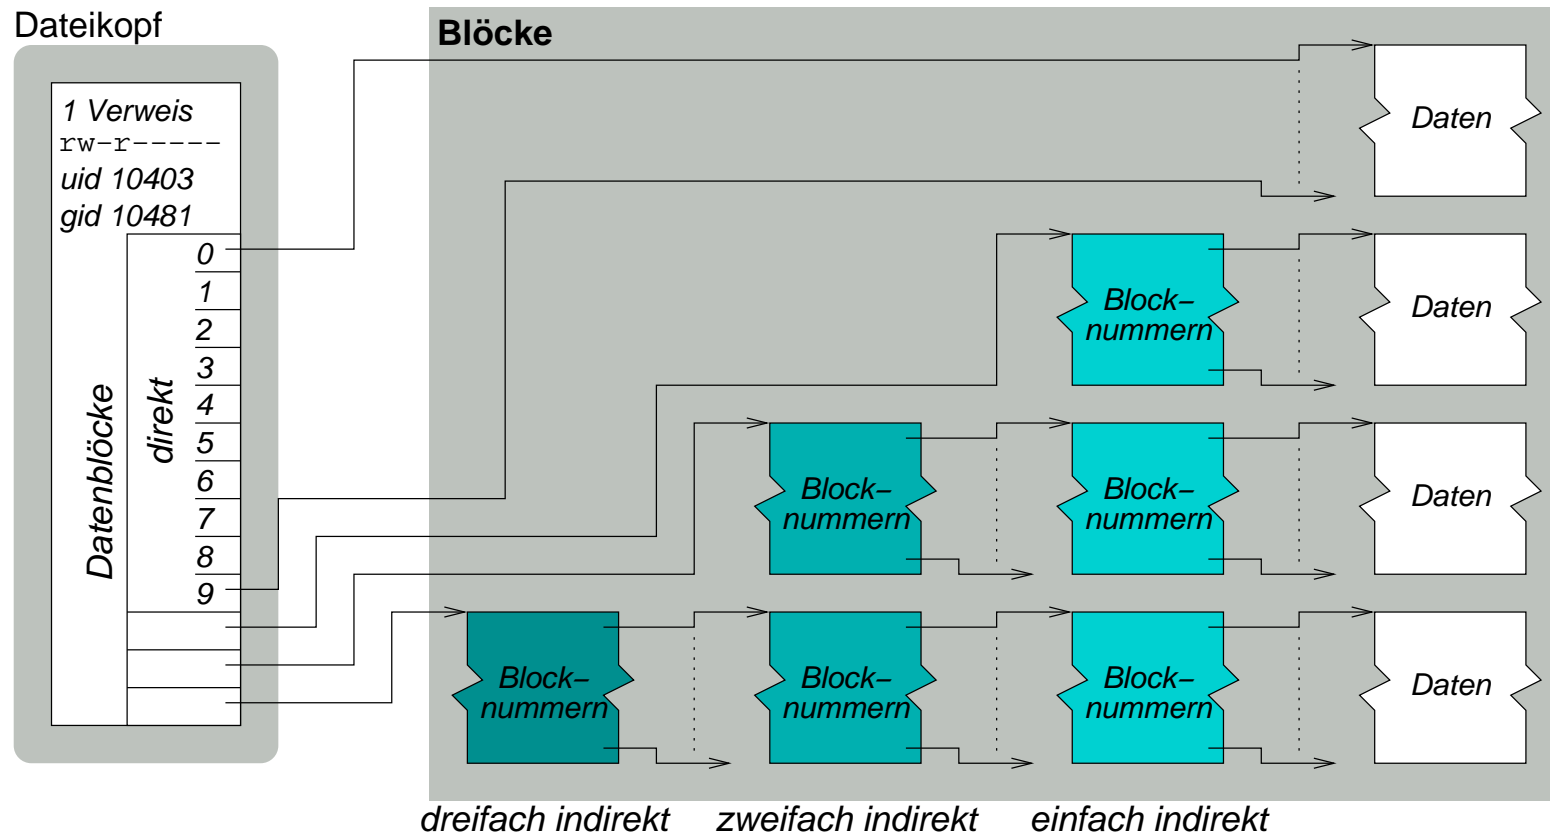 Dateikopf
Blöcke
1 Verweis
rw-r-----
uid 10403
gid 10481
Datenblöcke
direkt
0
1
2
3
4
5
6
7
8
9
Daten
Block-
nummern
Daten
Block-
nummern
Block-
nummern
Daten
Block-
nummern
Block-
nummern
Block-
nummern
Daten
dreifach indirekt
zweifach indirekt
einfach indirekt